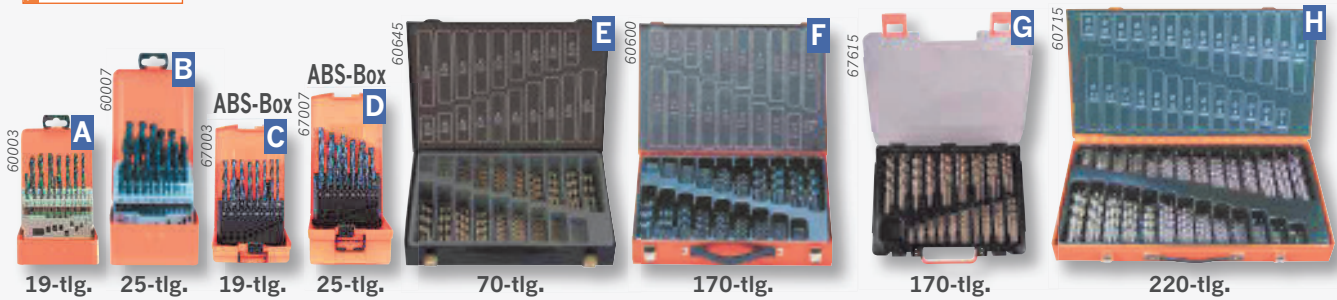 60003
A
19-tlg.
60007
B
25-tlg.
ABS-Box
67003
C
19-tlg.
ABS-Box
67007
D
25-tlg.
60645
E
70-tlg.
60600
F
170-tlg.
67615
G
170-tlg.
60715
H
220-tlg.